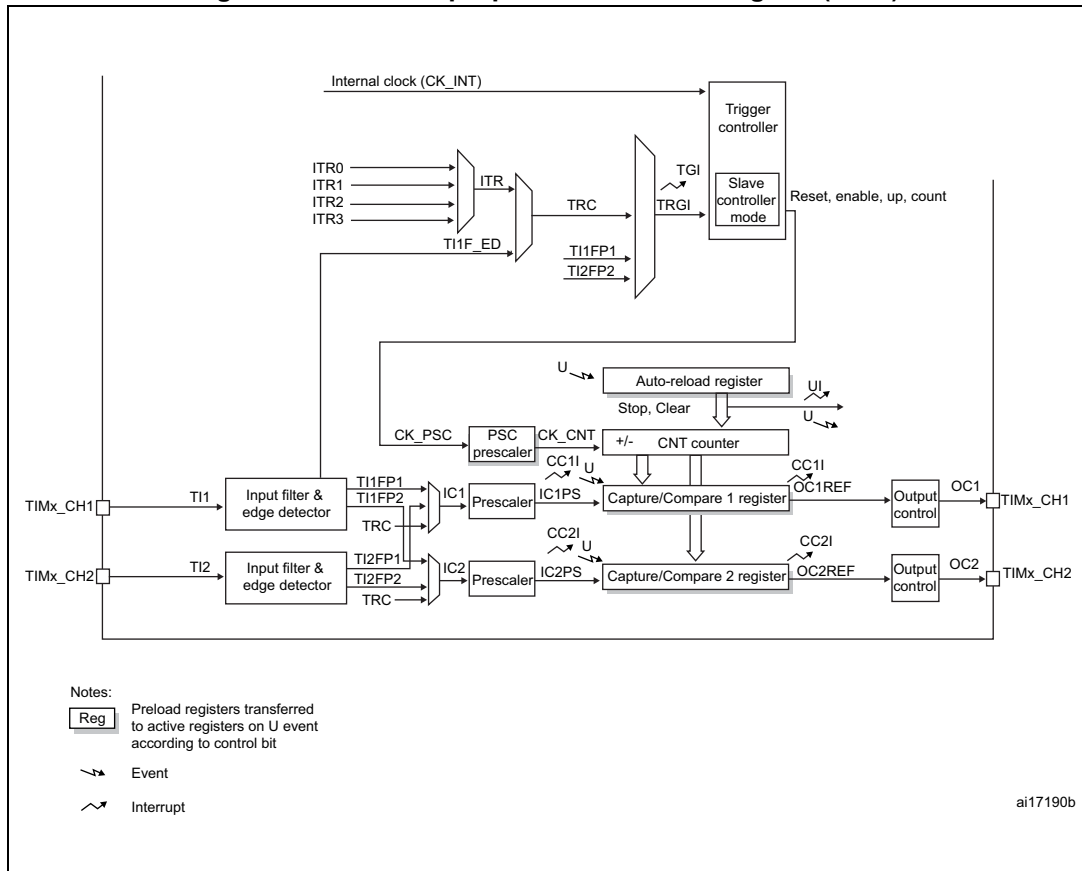 Internal clock (CK_INT)
Trigger
controller
ITR0
ITR1
ITR2
ITR3
ITR
TI1F_ED
TRC
TI1FP1
TI2FP2
TGI
TRGI
Slave
controller
mode
Reset, enable, up, count
U
Auto-reload register
UI
U
Stop, Clear
CK_PSC
PSC
prescaler
CK_CNT
+/-
CNT counter
TIMx_CH1
TI1
Input filter &
edge detector
TI1FP1
TI1FP2
TRC
IC1
Prescaler
IC1PS
CC1I
U
Capture/Compare 1 register
CC1I
OC1REF
Output
control
OC1
TIMx_CH1
TIMx_CH2
TI2
Input filter &
edge detector
TI2FP1
TI2FP2
TRC
IC2
Prescaler
IC2PS
CC2I
U
Capture/Compare 2 register
CC2I
OC2REF
Output
control
OC2
TIMx_CH2
Notes:
Reg
Preload registers transferred
to active registers on U event
according to control bit
Event
Interrupt
ai17190b